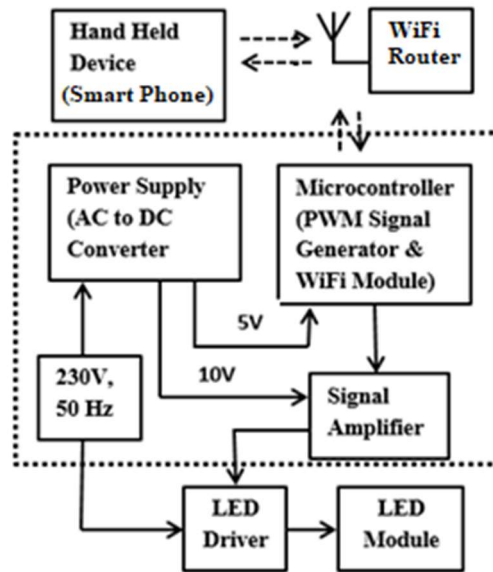 Hand Held
Device
(Smart Phone)
WiFi
Router
Power Supply
(AC to DC
Converter
Microcontroller
(PWM Signal
Generator &
WiFi Module)
5V
10V
230V,
50 Hz
Signal
Amplifier
LED
Driver
LED
Module